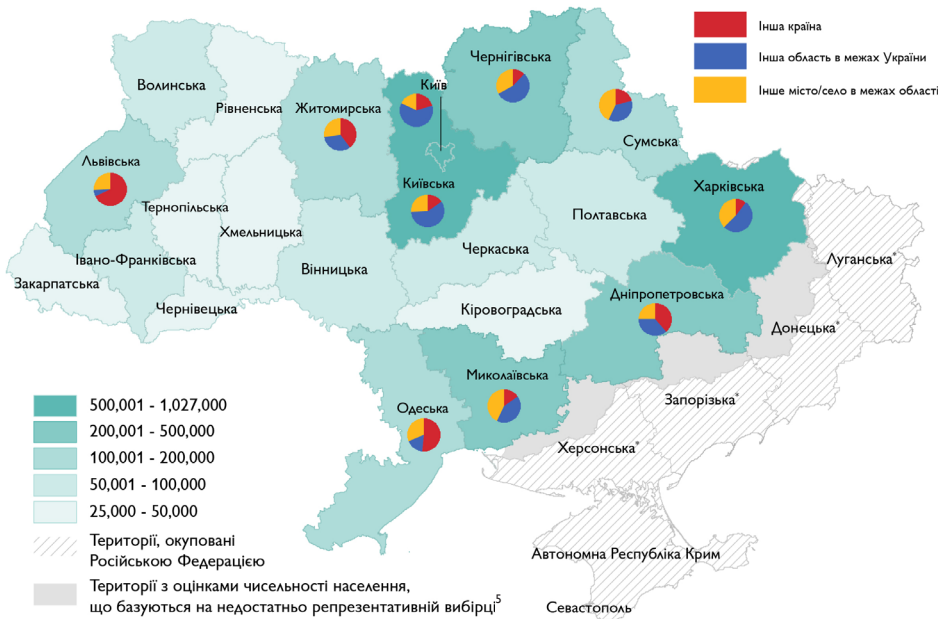 Інша країна
Інша область в межах України
Інше місто/село в межах області
Чернігівська
Волинська
Київ
Рівненська
Житомирська
Сумська
Львівська
Київська
Харківська
Тернопільська
Полтавська
Хмельницька
Черкаська
Луганська*
Івано-Франківська
Вінницька
Закарпатська
Дніпропетровська
Чернівецька
Кіровоградська
Донецька*
Миколаївська
Запорізька*
Одеська
Херсонська*
500,001 - 1,027,000
200,001 - 500,000
100,001 - 200,000
50,001 - 100,000
25,000 - 50,000
Території, окуповані
Російською Федерацією
Автономна Республіка Крим
Території з оцінками чисельності населення,
що базуються на недостатньо репрезентативній вибірці5
Севастополь